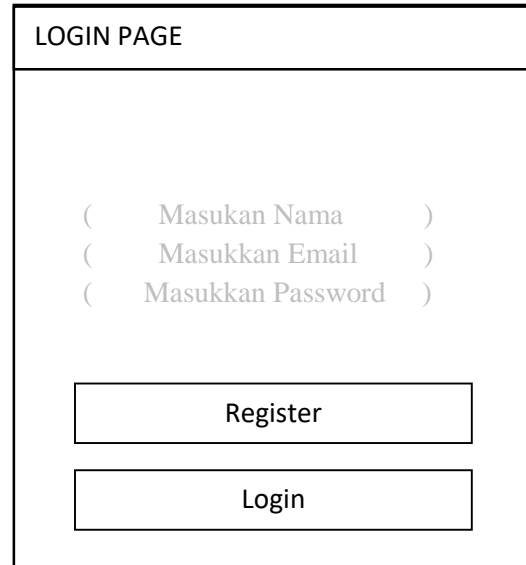 LOGIN PAGE
( Masukan Nama )
( Masukkan Email )
( Masukkan Password )
Register
Login